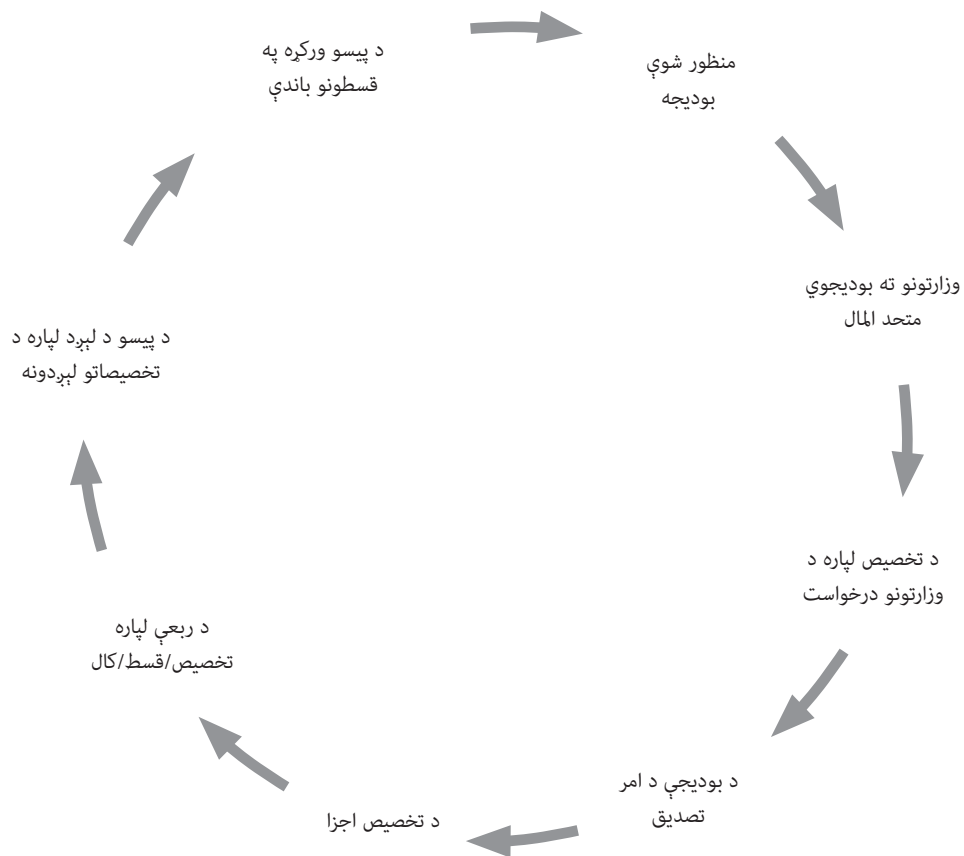 منظور شوې
بودیجه
وزارتونو ته بودیجوي
متحد المال
د تخصیص لپاره د
وزارتونو درخواست
د بودیجې د امر
تصدیق
د تخصیص اجزا
د ربعې لپاره
تخصیص/قسط/کال
د پیسو د لېږد لپاره د
تخصیصاتو لېږدونه
د پیسو ورکړه په
قسطونو باندې